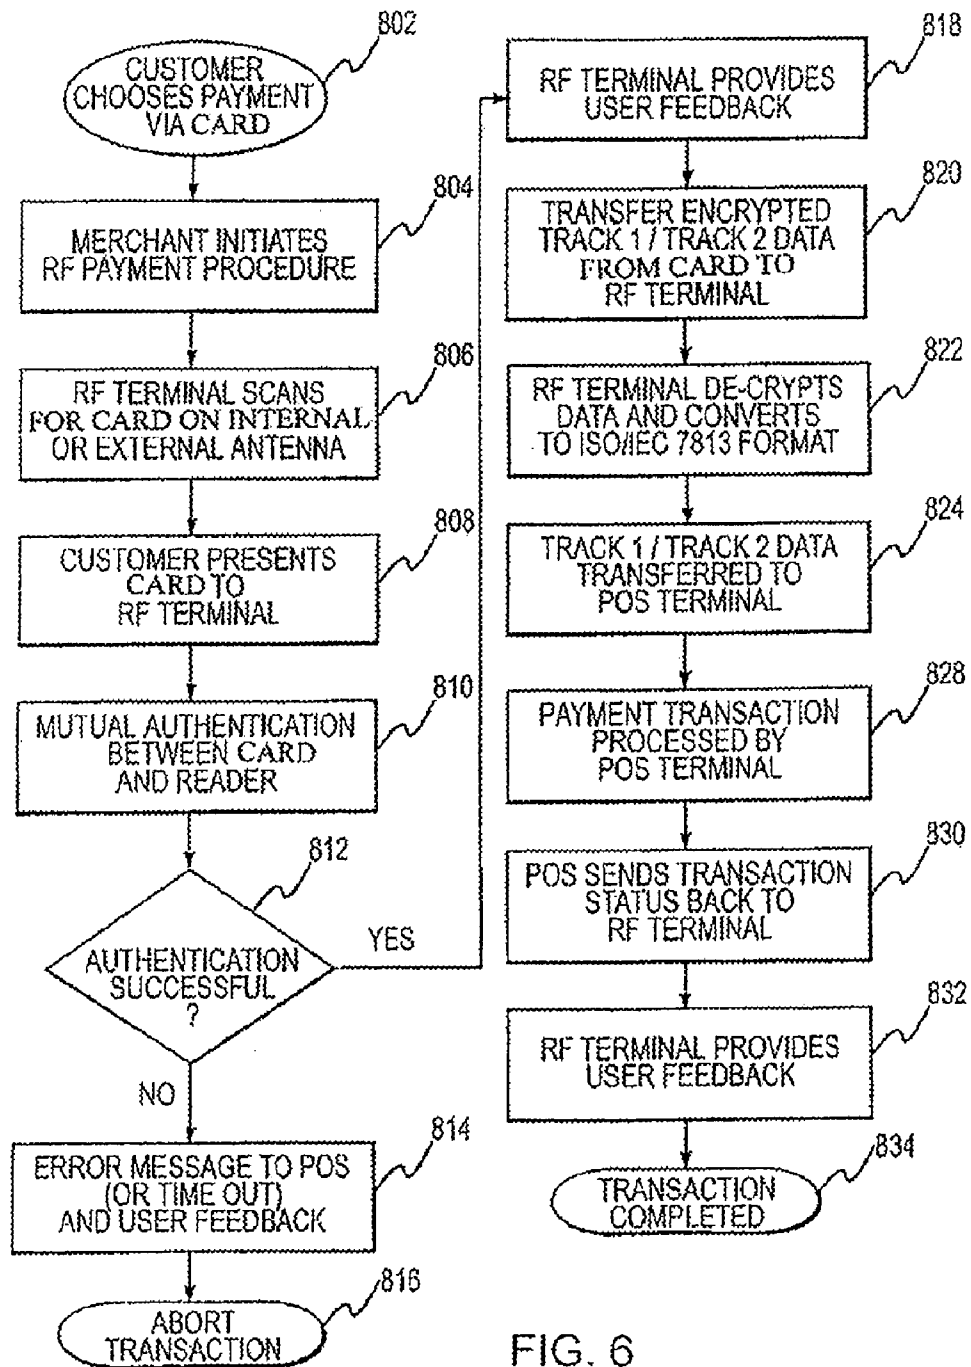 802
CUSTOMER
CHOOSES PAYMENT
VIA CARD
804
MERCHANT INITIATES
RF PAYMENT PROCEDURE
806
RF TERMINAL SCANS
FOR CARD ON INTERNAL
OR EXTERNAL ANTENNA
808
CUSTOMER PRESENTS
CARD TO
RF TERMINAL
810
MUTUAL AUTHENTICATION
BETWEEN CARD
AND READER
812
AUTHENTICATION
SUCCESSFUL
?
YES
NO
814
ERROR MESSAGE TO POS
(OR TIME OUT)
AND USER FEEDBACK
816
ABORT
TRANSACTION
818
RF TERMINAL PROVIDES
USER FEEDBACK
820
TRANSFER ENCRYPTED
TRACK 1 / TRACK 2 DATA
FROM CARD TO
RF TERMINAL
822
RF TERMINAL DE-CRYPTS
DATA AND CONVERTS
TO ISO/IEC 7813 FORMAT
824
TRACK 1 / TRACK 2 DATA
TRANSFERRED TO
POS TERMINAL
828
PAYMENT TRANSACTION
PROCESSED BY
POS TERMINAL
830
POS SENDS TRANSACTION
STATUS BACK TO
RF TERMINAL
832
RF TERMINAL PROVIDES
USER FEEDBACK
834
TRANSACTION
COMPLETED
FIG. 6